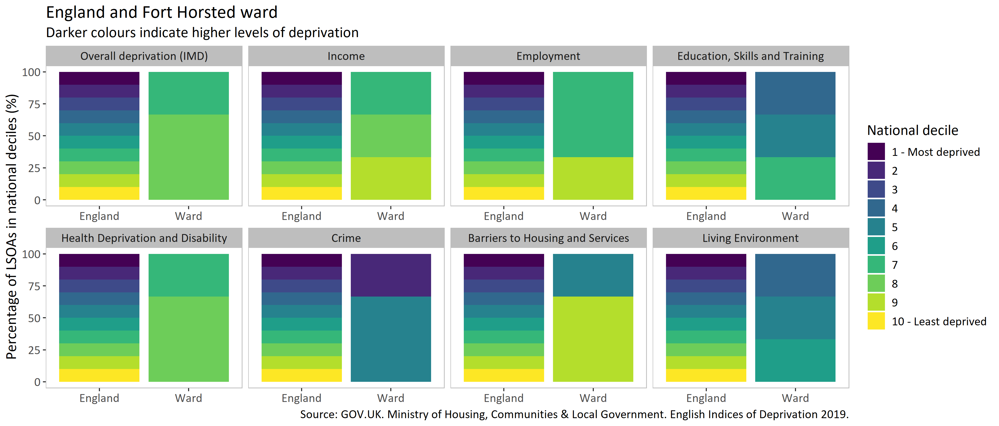 England and Fort Horsted ward
Darker colours indicate higher levels of deprivation
Percentage of LSOAs in national deciles (%)
Overall deprivation (IMD)
100
75
50
25
0
England Ward
Income
England Ward
Employment
England Ward
Education, Skills and Training
England Ward
Health Deprivation and Disability
100
75
50
25
0
England Ward
Crime
England Ward
Barriers to Housing and Services
England Ward
Living Environment
England Ward
National decile
1 - Most deprived
2
3
4
5
6
7
8
9
10 - Least deprived
Source: GOV.UK. Ministry of Housing, Communities & Local Government. English Indices of Deprivation 2019.